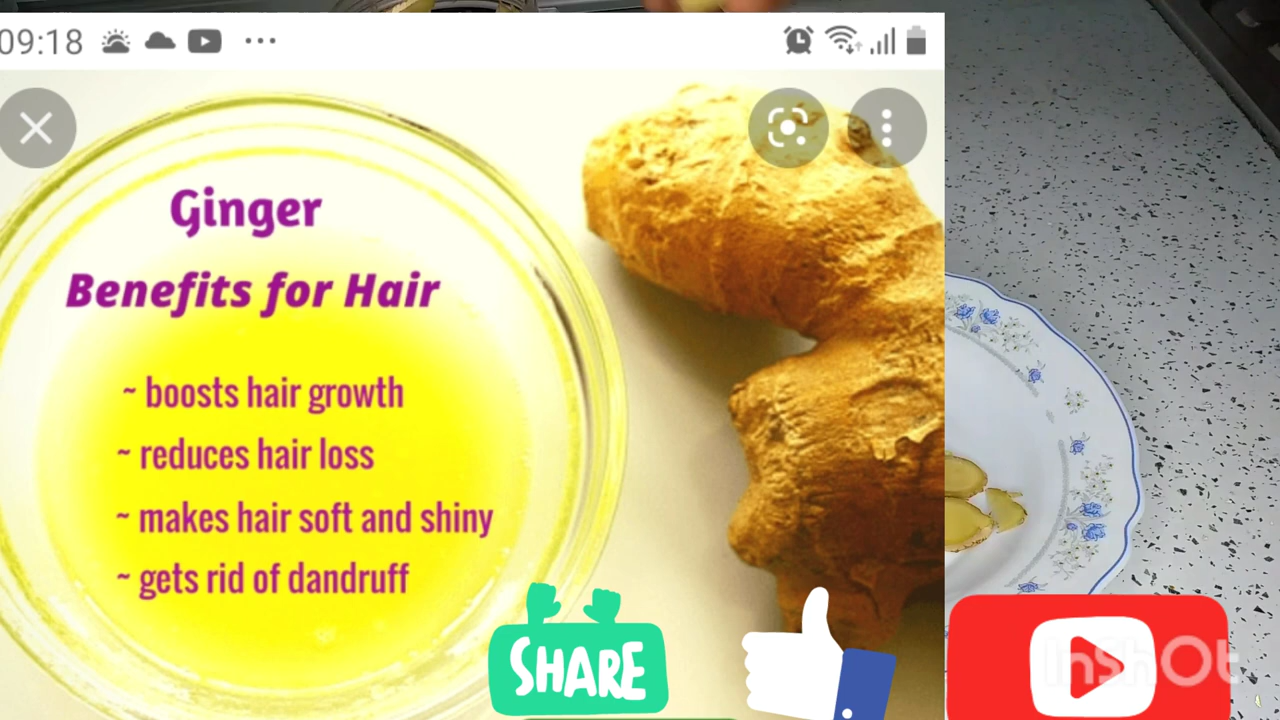 09:18
Ginger
Benefits for Hair
~ boosts hair growth
~ reduces hair loss
~ makes hair soft and shiny
~ gets rid of dandruff
SHARE
InShOt